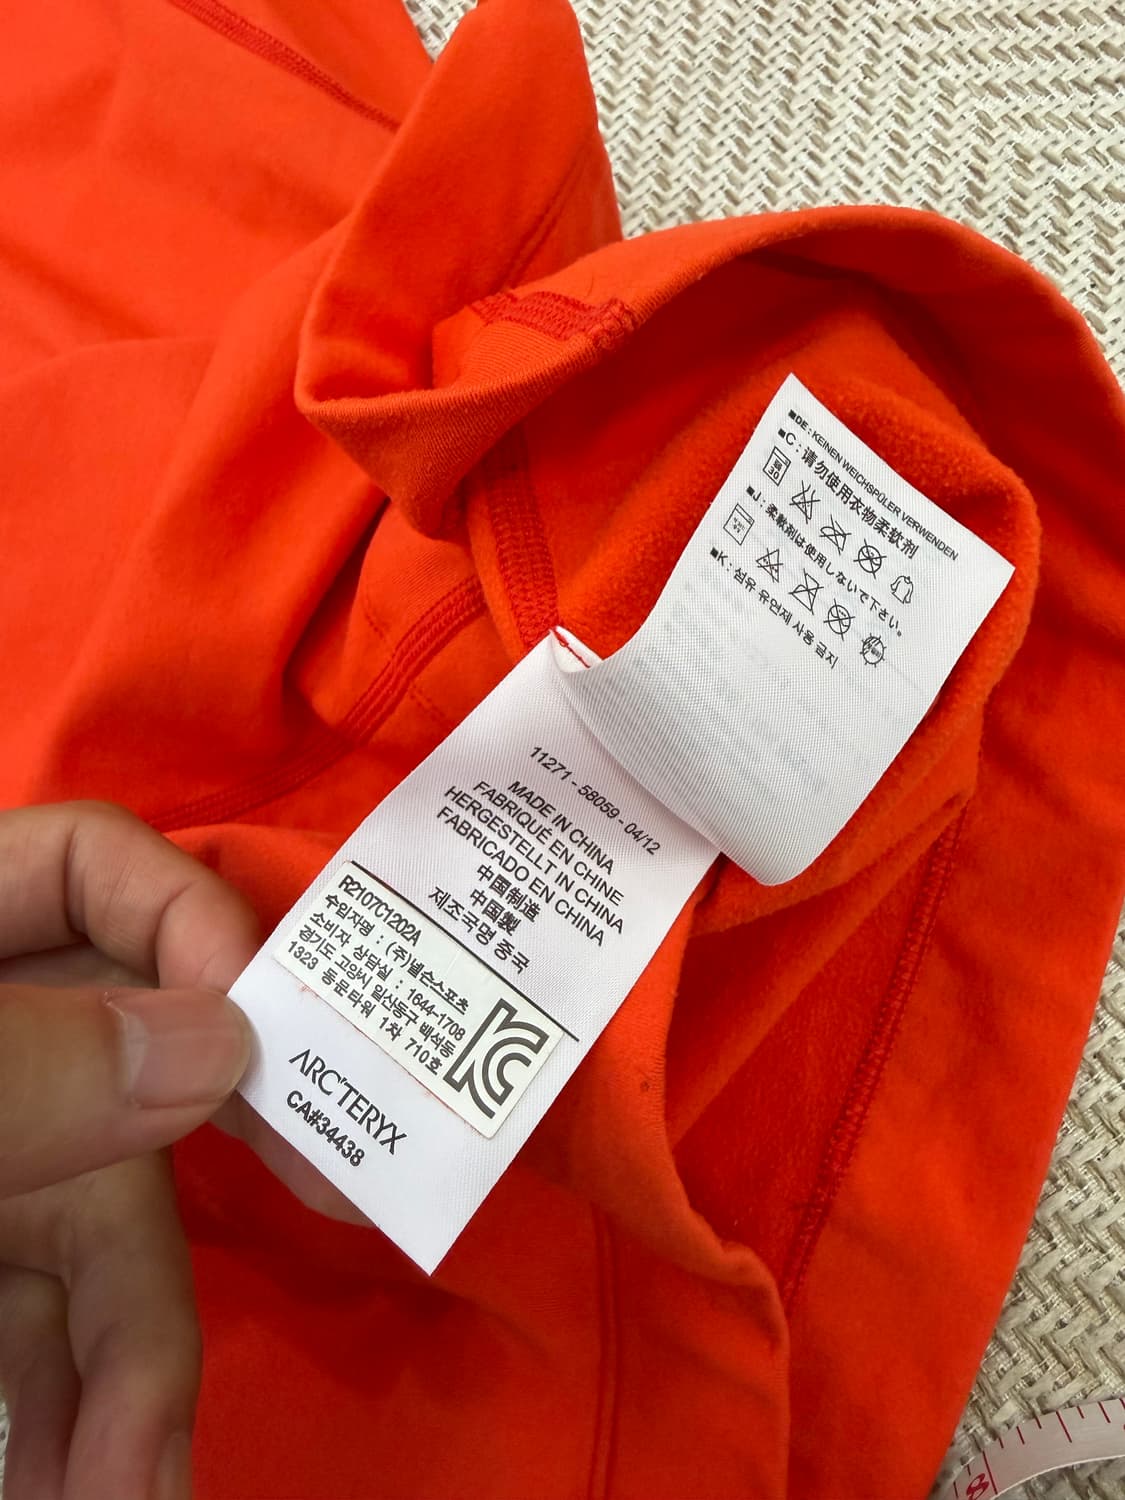 ■DE : KEINEN WEICHSPÜLER VERWENDEN
■C : 请勿使用衣物柔软剂
30
■J : 柔軟剤は使用しないで下さい。
■K : 섬유 유연제 사용 금지
11271 - 58059 - 04/12
MADE IN CHINA
FABRIQUÉ EN CHINE
HERGESTELLT IN CHINA
FABRICADO EN CHINA
中国制造
中国製
제조국명 중국
R2107C1202A
수입자명 : (주)넬슨스포츠
소비자 상담실 : 1644-1708
경기도 고양시 일산동구 백석동
1323 동문타워 1차 710호
ARC'TERYX
CA#34438
8